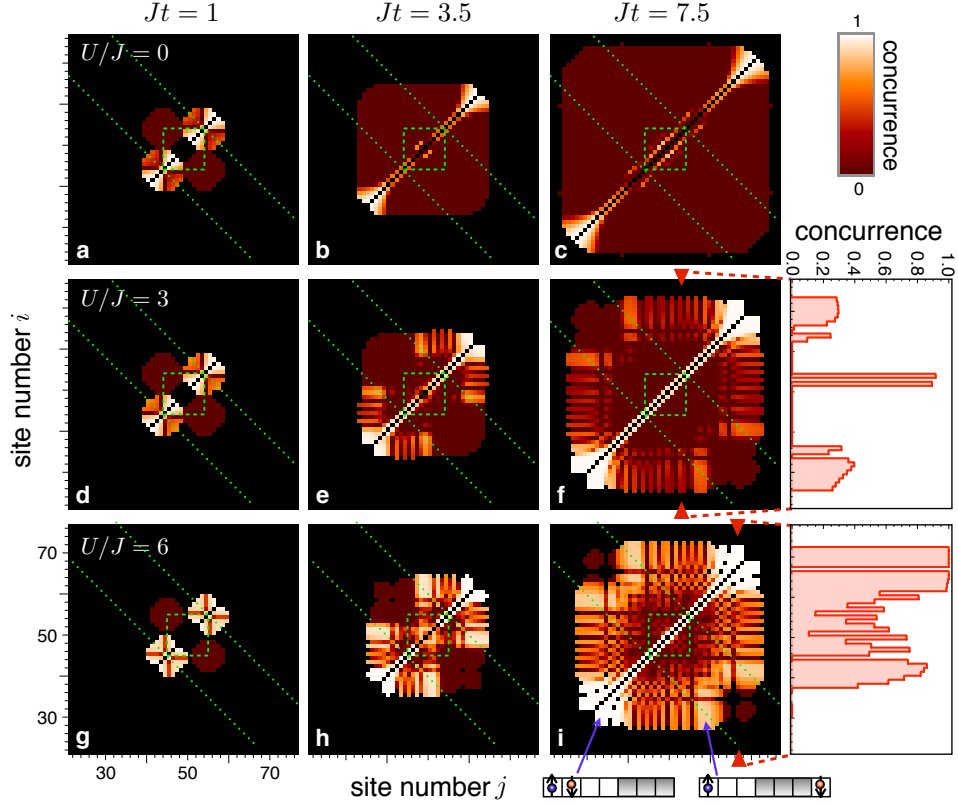 Jt = 1
Jt = 3.5
Jt = 7.5
1
concurrence
0
U/J = 0
a
b
c
concurrence
0.0
0.2
0.4
0.6
0.8
1.0
site number i
U/J = 3
d
e
f
U/J = 6
70
50
30
g
h
i
30
50
70
site number j